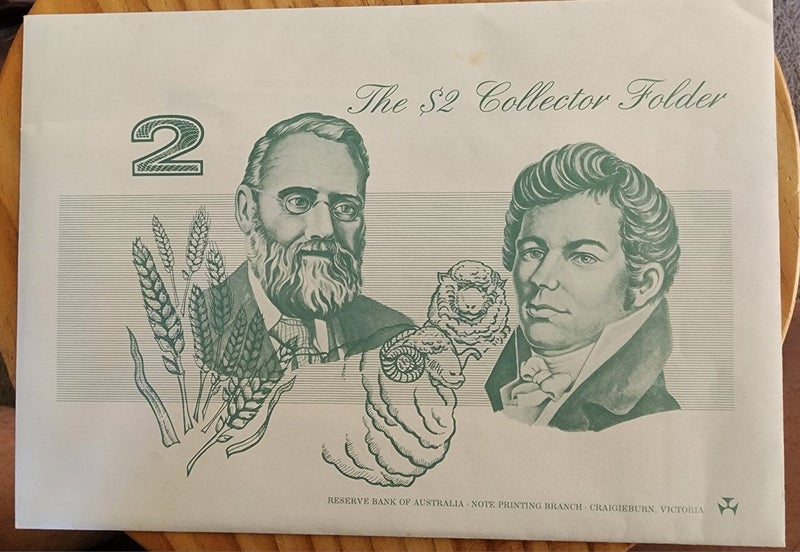 The $2 Collector Folder
2
RESERVE BANK OF AUSTRALIA - NOTE PRINTING BRANCH - CRAIGIEBURN, VICTORIA